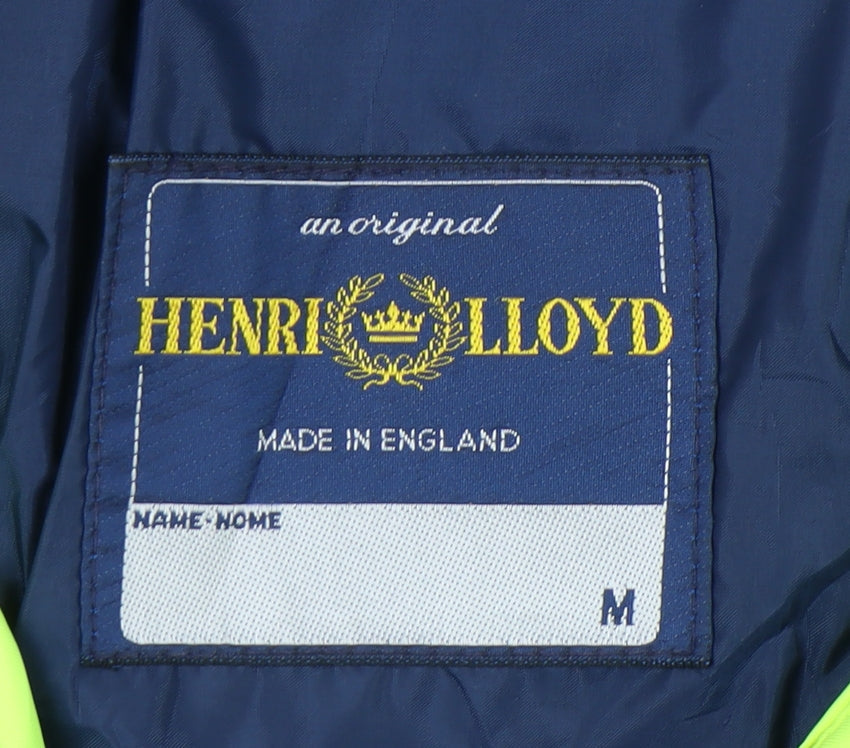 an original
HENRI LLOYD
MADE IN ENGLAND
NAME-NOME
M